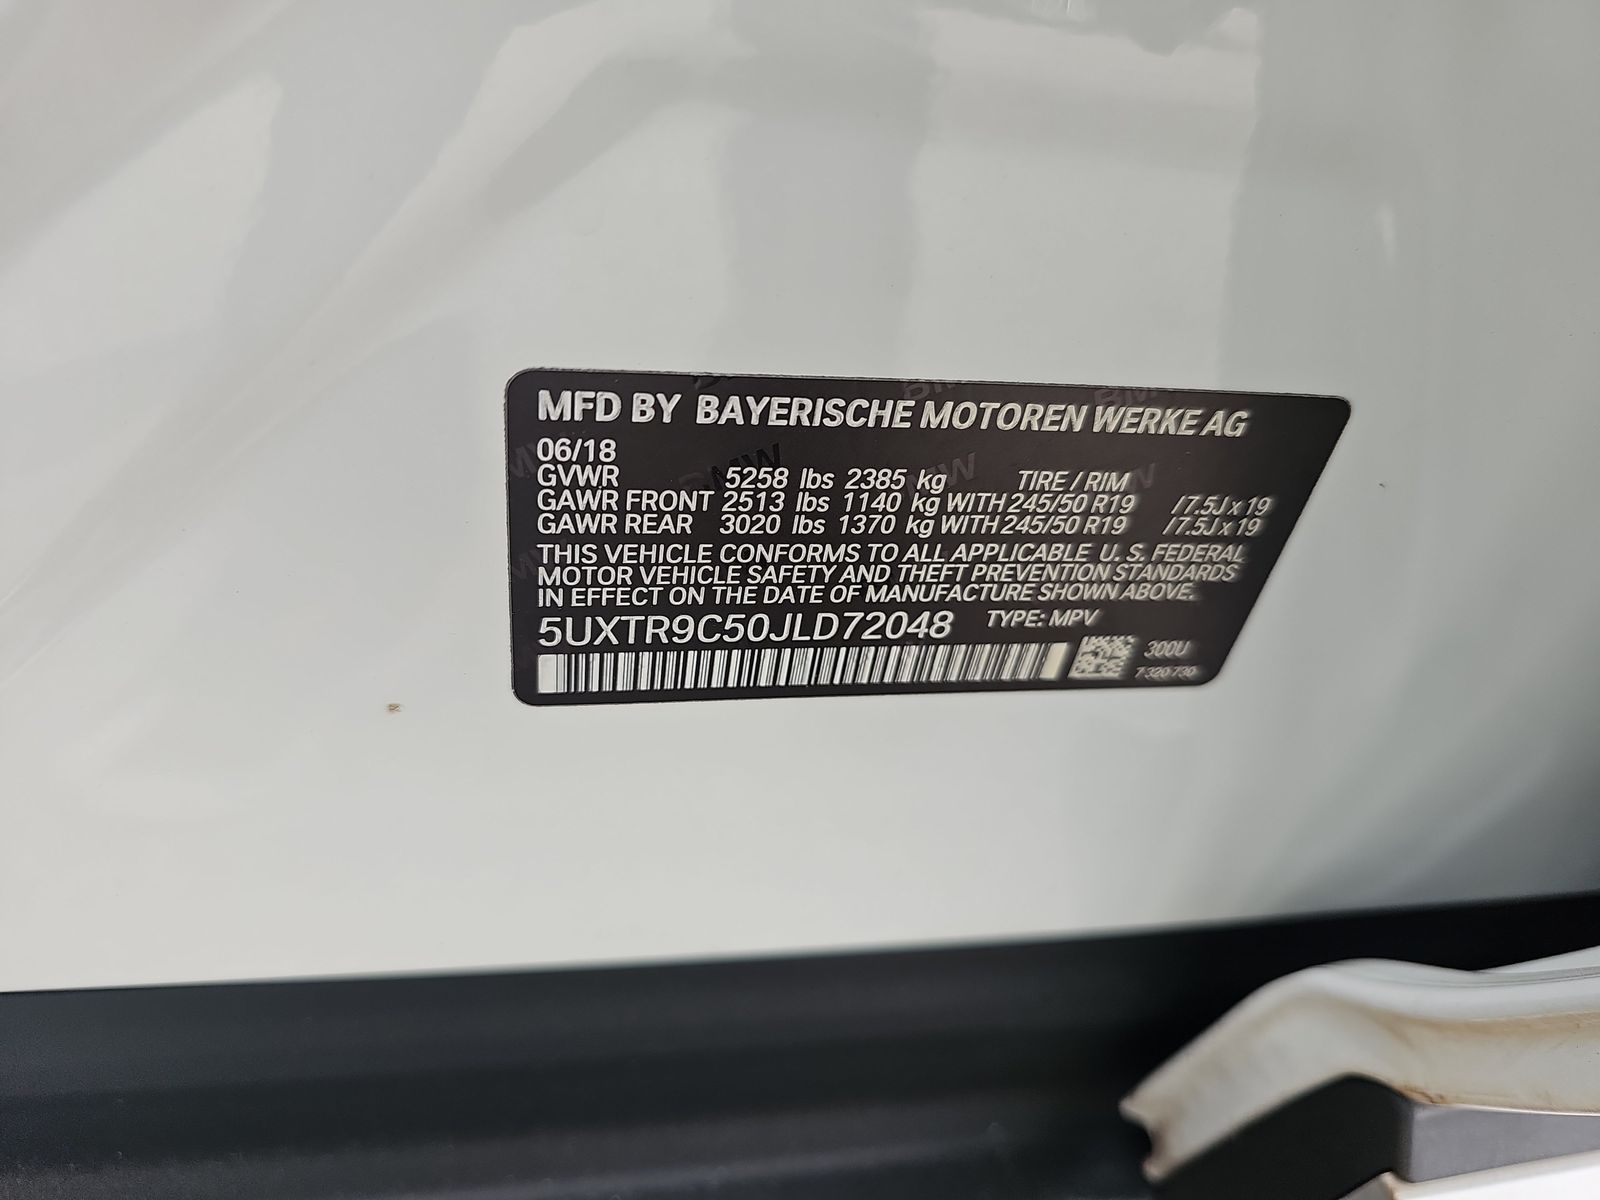 MFD BY BAYERISCHE MOTOREN WERKE AG
06/18
GVWR 5258 lbs 2385 kg TIRE / RIM
GAWR FRONT 2513 lbs 1140 kg WITH 245/50 R19 /7.5J x 19
GAWR REAR 3020 lbs 1370 kg WITH 245/50 R19 /7.5J x 19
THIS VEHICLE CONFORMS TO ALL APPLICABLE U. S. FEDERAL
MOTOR VEHICLE SAFETY AND THEFT PREVENTION STANDARDS
IN EFFECT ON THE DATE OF MANUFACTURE SHOWN ABOVE.
5UXTR9C50JLD72048 TYPE: MPV
300U
7 320 730